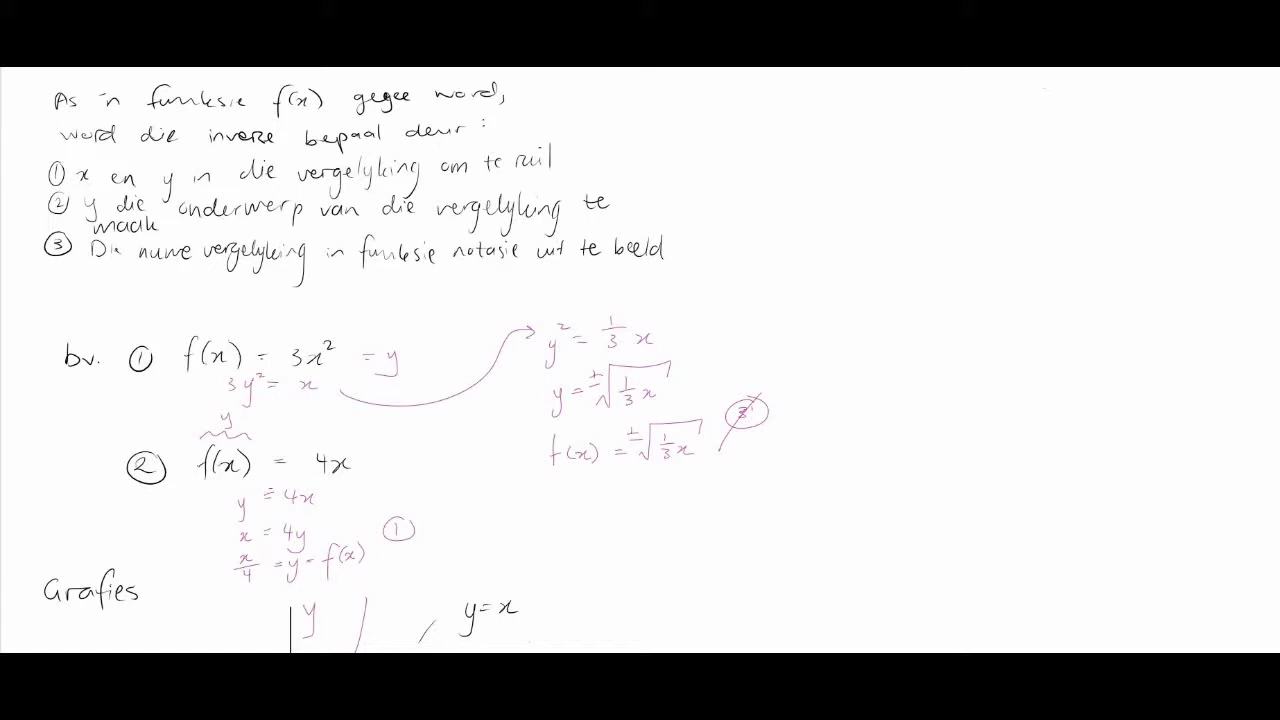 As 'n funksie f(x) gegee word,
word die inverse bepaal deur :
① x en y in die vergelyking om te ruil
② y die onderwerp van die vergelyking te
maak
③ Die nuwe vergelyking in funksie notasie uit te beeld
bv. ① f(x) = 3x² = y
3y² = x
y² = 1/3 x
y = ±√(1/3 x)
f(x) = ±√(1/3 x)
y
② f(x) = 4x
y = 4x
x = 4y ①
x/4 = y = f(x)
Grafies
y y = x